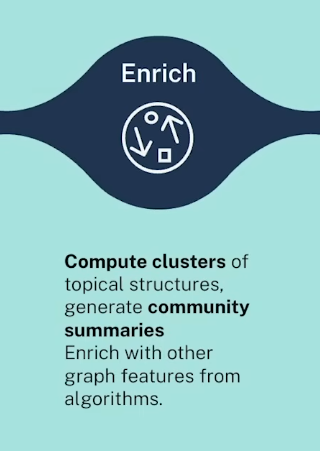 Enrich
Compute clusters of
topical structures,
generate community
summaries
Enrich with other
graph features from
algorithms.